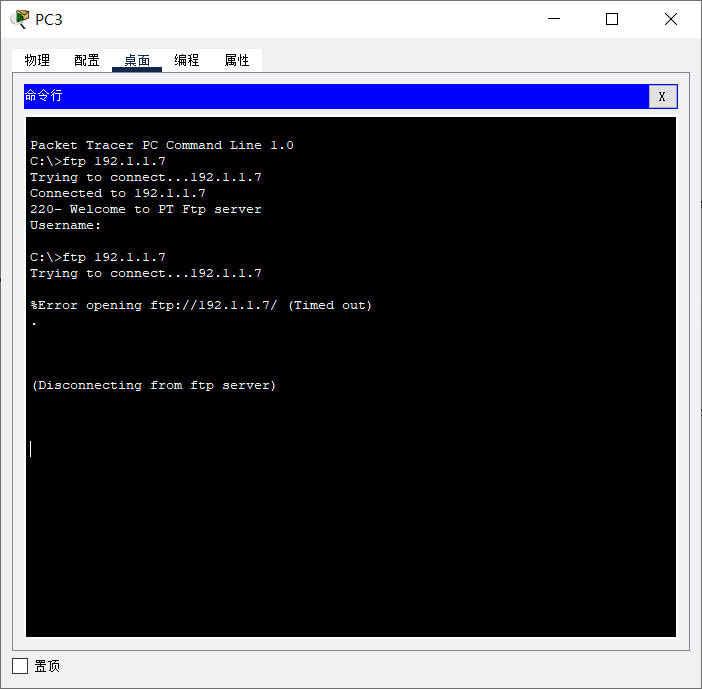 PC3
物理 配置 桌面 编程 属性
命令行
X
Packet Tracer PC Command Line 1.0
C:\>ftp 192.1.1.7
Trying to connect...192.1.1.7
Connected to 192.1.1.7
220- Welcome to PT Ftp server
Username:
C:\>ftp 192.1.1.7
Trying to connect...192.1.1.7
%Error opening ftp://192.1.1.7/ (Timed out)
.
(Disconnecting from ftp server)
置顶